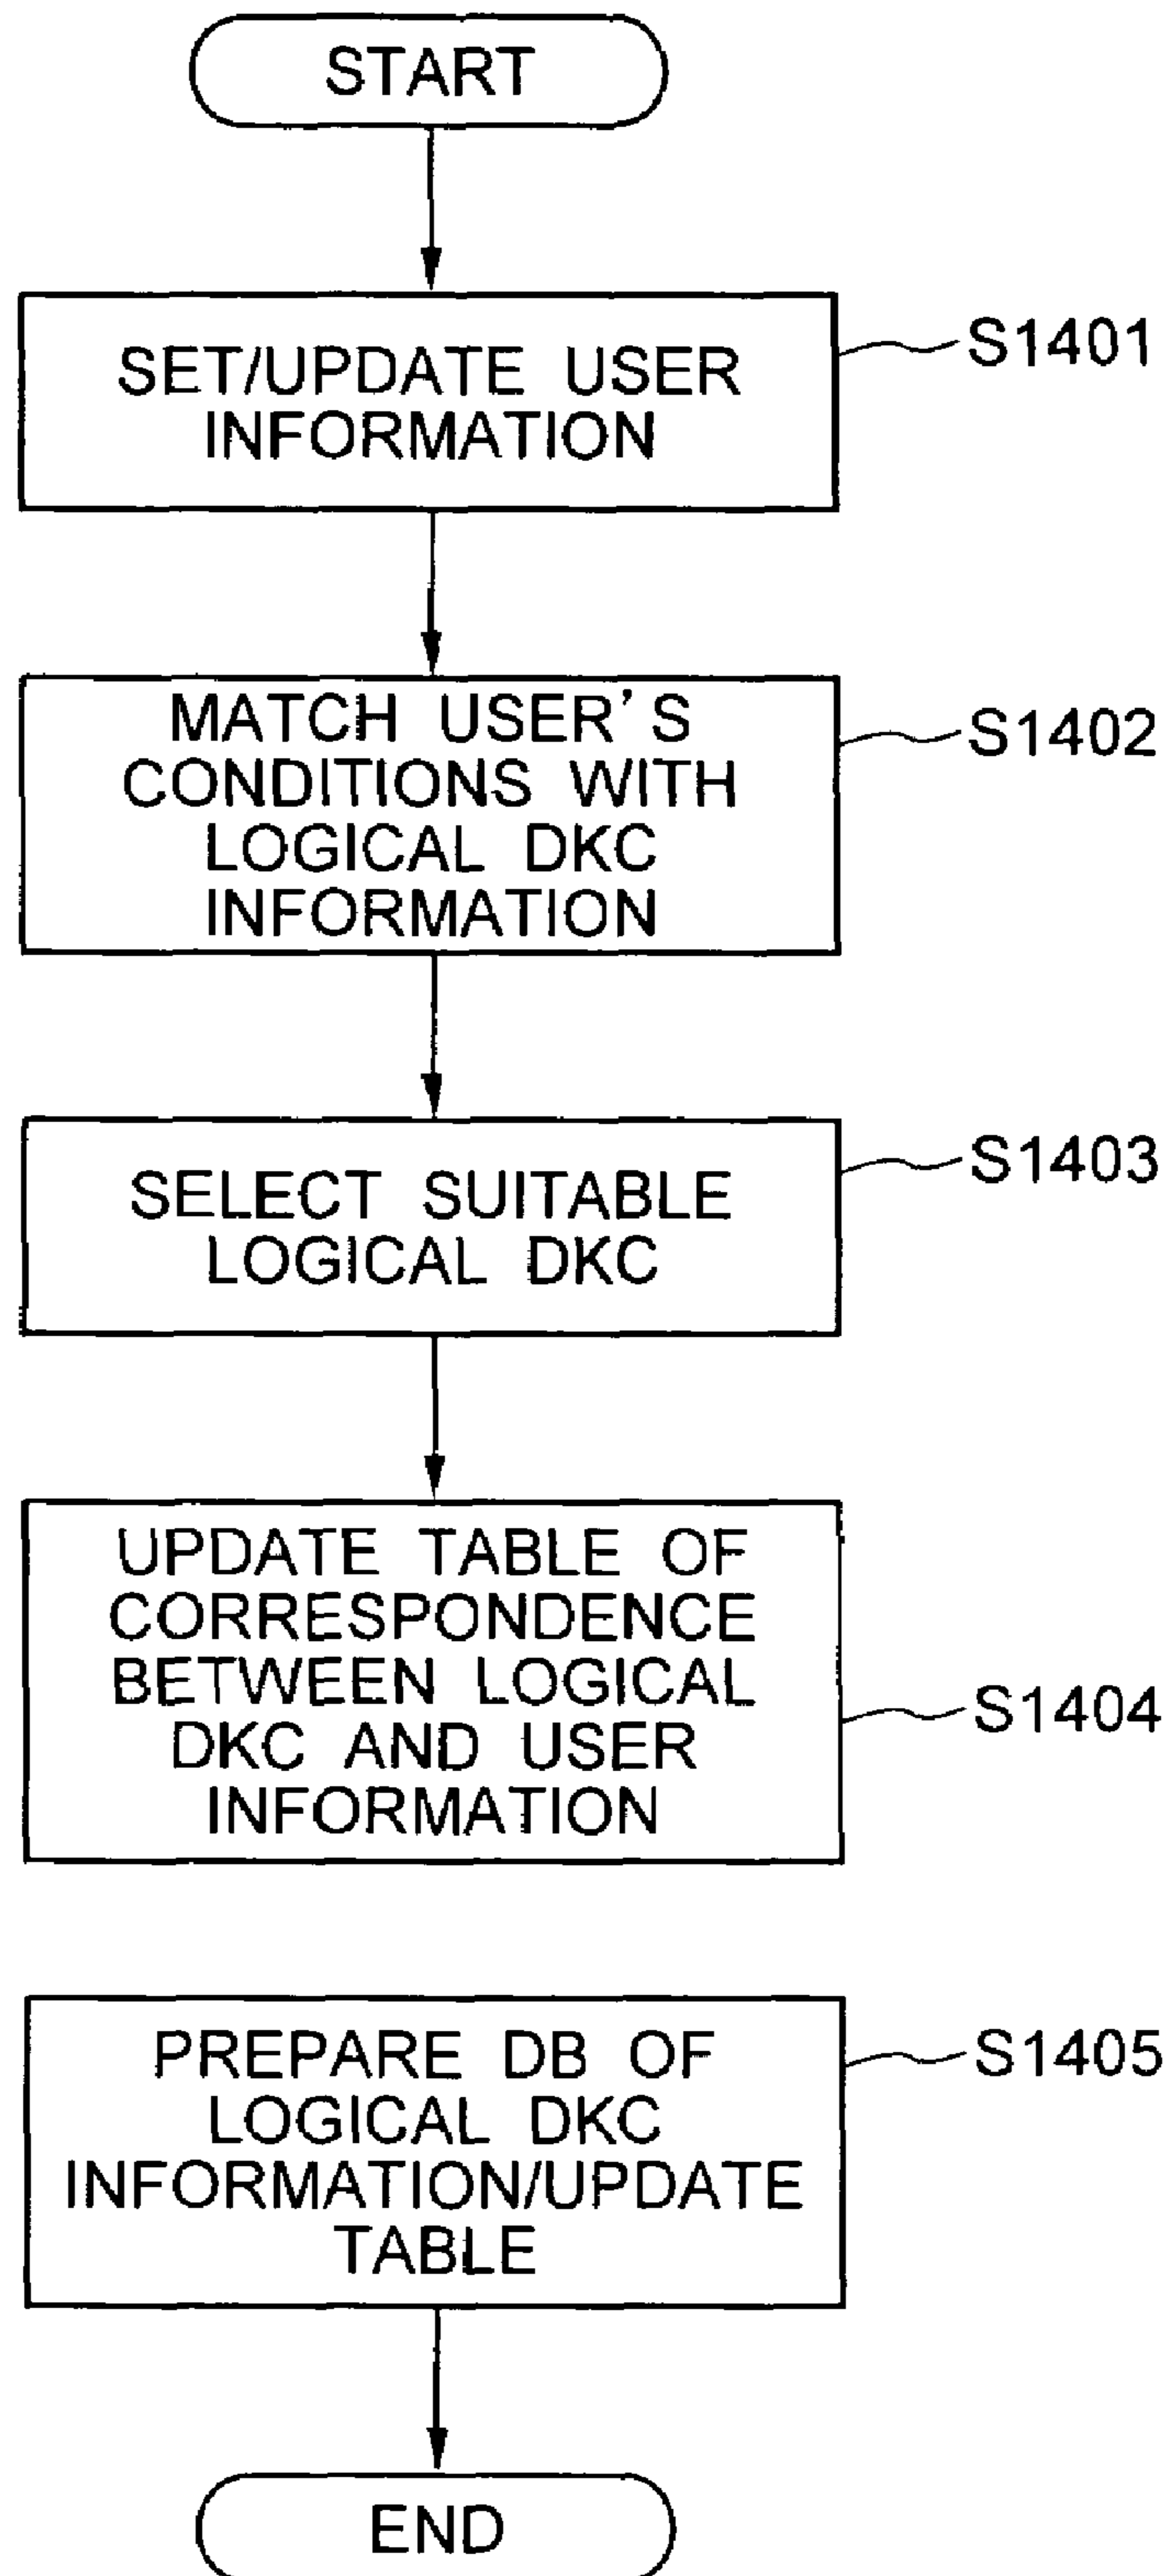 START
SET/UPDATE USER
INFORMATION
S1401
MATCH USER'S
CONDITIONS WITH
LOGICAL DKC
INFORMATION
S1402
SELECT SUITABLE
LOGICAL DKC
S1403
UPDATE TABLE OF
CORRESPONDENCE
BETWEEN LOGICAL
DKC AND USER
INFORMATION
S1404
PREPARE DB OF
LOGICAL DKC
INFORMATION/UPDATE
TABLE
S1405
END